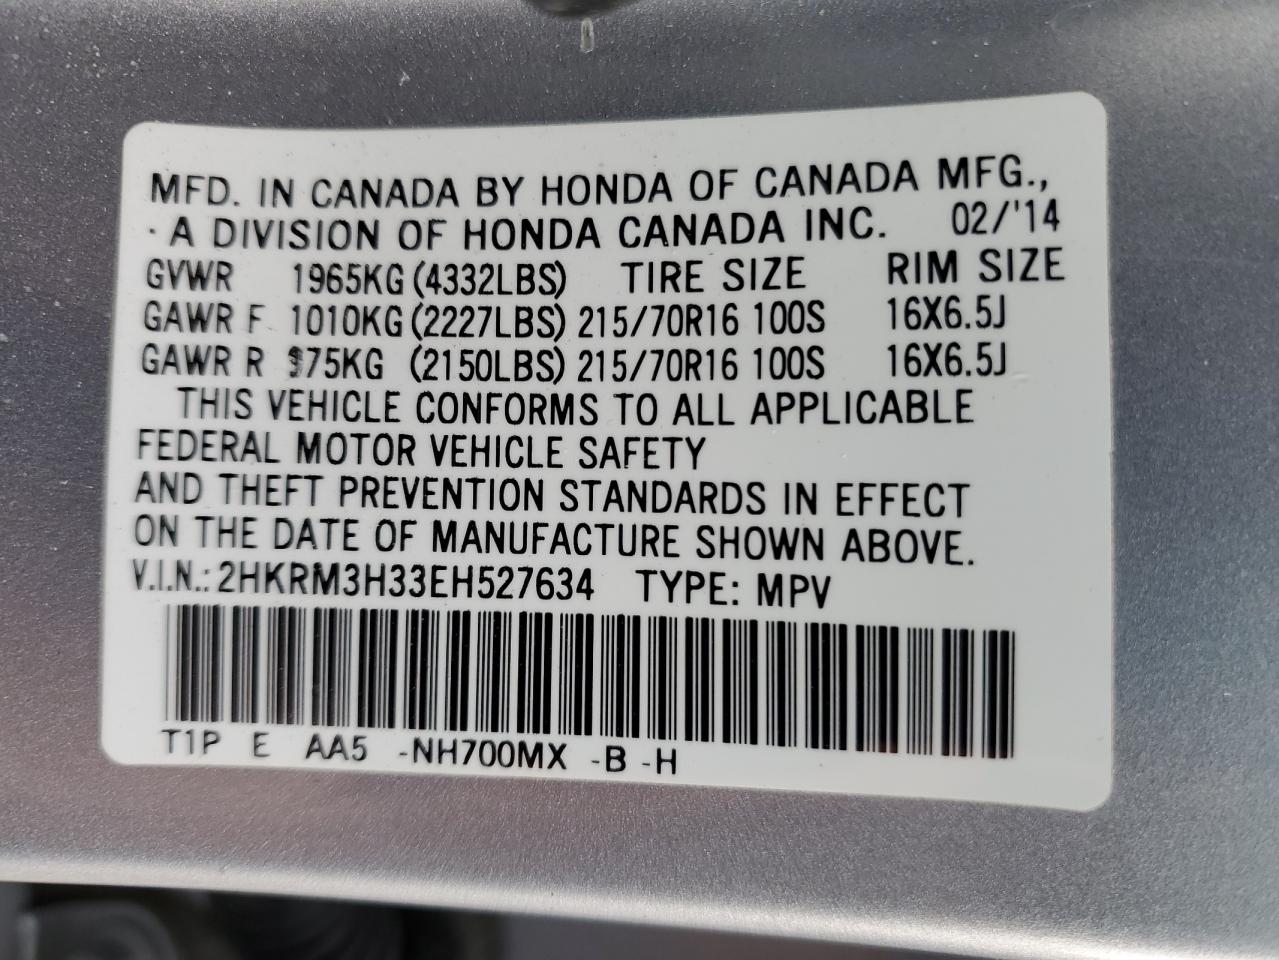 MFD. IN CANADA BY HONDA OF CANADA MFG.,
· A DIVISION OF HONDA CANADA INC. 02/'14
GVWR 1965KG (4332LBS) TIRE SIZE RIM SIZE
GAWR F 1010KG (2227LBS) 215/70R16 100S 16X6.5J
GAWR R 975KG (2150LBS) 215/70R16 100S 16X6.5J
THIS VEHICLE CONFORMS TO ALL APPLICABLE
FEDERAL MOTOR VEHICLE SAFETY
AND THEFT PREVENTION STANDARDS IN EFFECT
ON THE DATE OF MANUFACTURE SHOWN ABOVE.
V.I.N.: 2HKRM3H33EH527634 TYPE: MPV
T1P E AA5 -NH700MX -B -H